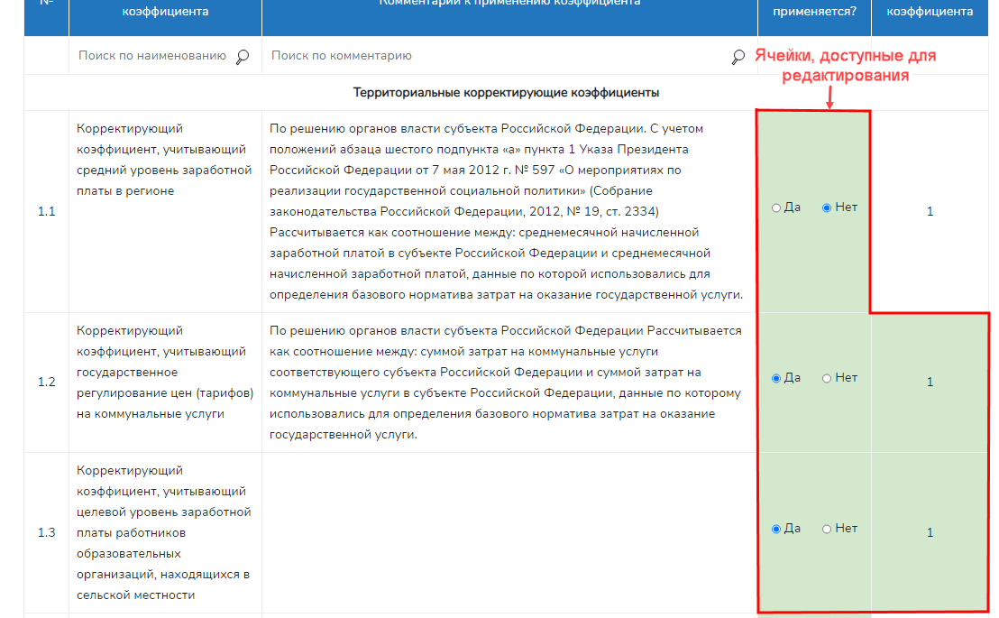 №
коэффициента
Комментарии к применению коэффициента
применяется?
коэффициента
Поиск по наименованию
Поиск по комментарию
Ячейки, доступные для
редактирования
Территориальные корректирующие коэффициенты
1.1
Корректирующий
коэффициент, учитывающий
средний уровень заработной
платы в регионе
По решению органов власти субъекта Российской Федерации. С учетом
положений абзаца шестого подпункта «а» пункта 1 Указа Президента
Российской Федерации от 7 мая 2012 г. № 597 «О мероприятиях по
реализации государственной социальной политики» (Собрание
законодательства Российской Федерации, 2012, № 19, ст. 2334)
Рассчитывается как соотношение между: среднемесячной начисленной
заработной платой в субъекте Российской Федерации и среднемесячной
начисленной заработной платой, данные по которой использовались для
определения базового норматива затрат на оказание государственной услуги.
Да Нет
1
1.2
Корректирующий
коэффициент, учитывающий
государственное
регулирование цен (тарифов)
на коммунальные услуги
По решению органов власти субъекта Российской Федерации Рассчитывается
как соотношение между: суммой затрат на коммунальные услуги
соответствующего субъекта Российской Федерации и суммой затрат на
коммунальные услуги в субъекте Российской Федерации, данные по которому
использовались для определения базового норматива затрат на оказание
государственной услуги.
Да Нет
1
1.3
Корректирующий
коэффициент, учитывающий
целевой уровень заработной
платы работников
образовательных
организаций, находящихся в
сельской местности
Да Нет
1